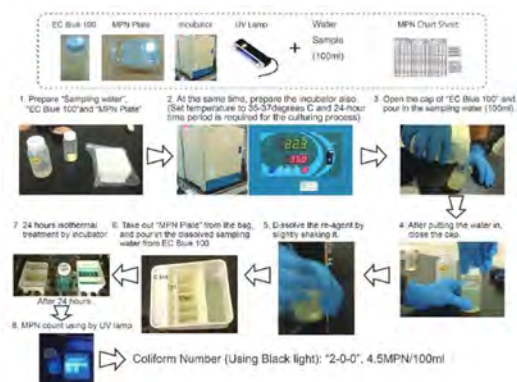 EC Blue 100
MPN Plate
Incubator
UV Lamp
Water
Sample
(100ml)
MPN Chart Sheet
+
1. Prepare "Sampling water",
"EC Blue 100" and "MPN Plate"
2. At the same time, prepare the incubator also.
(Set temperature to 35-37degrees C and 24-hour
time period is required for the culturing process)
3. Open the cap of "EC Blue 100" and
pour in the sampling water (100ml).
22.3
35.0
4. After putting the water in,
close the cap.
5. Dissolve the re-agent by
slightly shaking it.
6. Take out "MPN Plate" from the bag,
and pour in the dissolved sampling
water from EC Blue 100
7. 24 hours isothermal
treatment by incubator.
After 24 hours
8. MPN count using by UV lamp
Coliform Number (Using Black light): "2-0-0", 4.5MPN/100ml